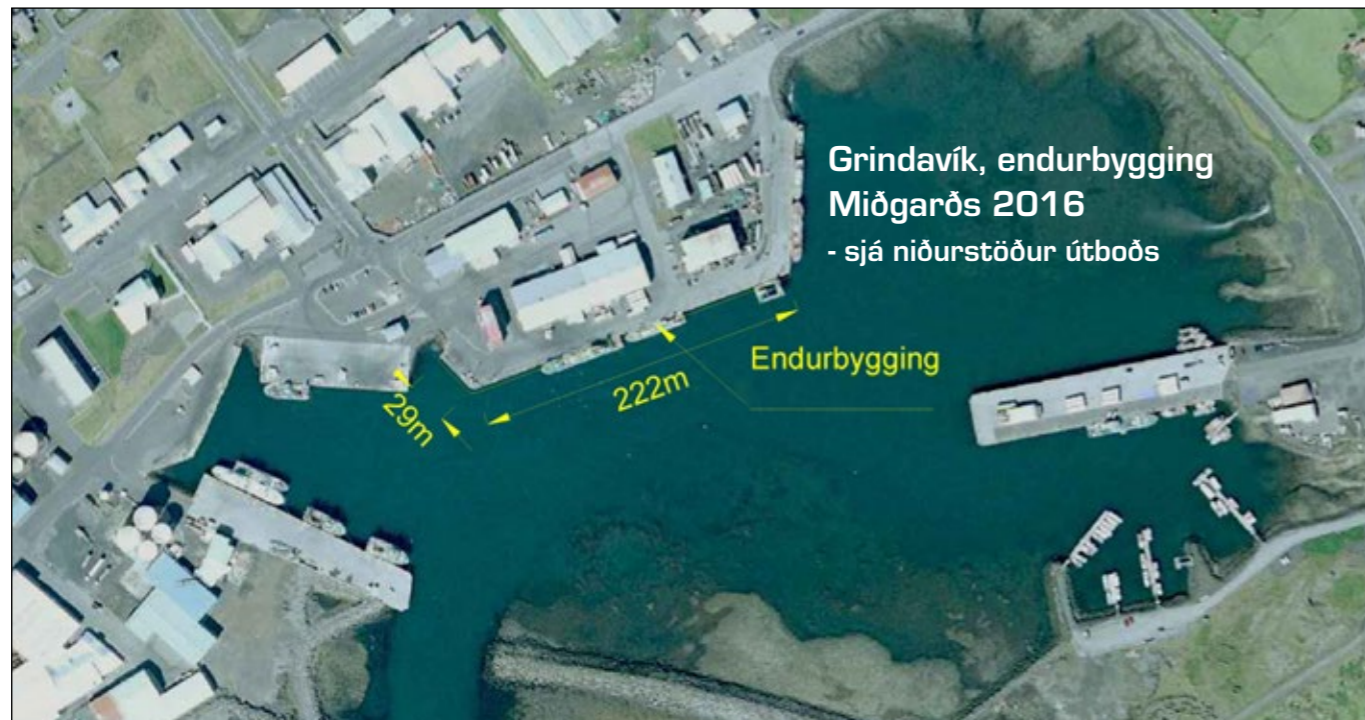 Grindavík, endurbygging
Miðgarðs 2016
- sjá niðurstöður útboðs
Endurbygging
222m
29m